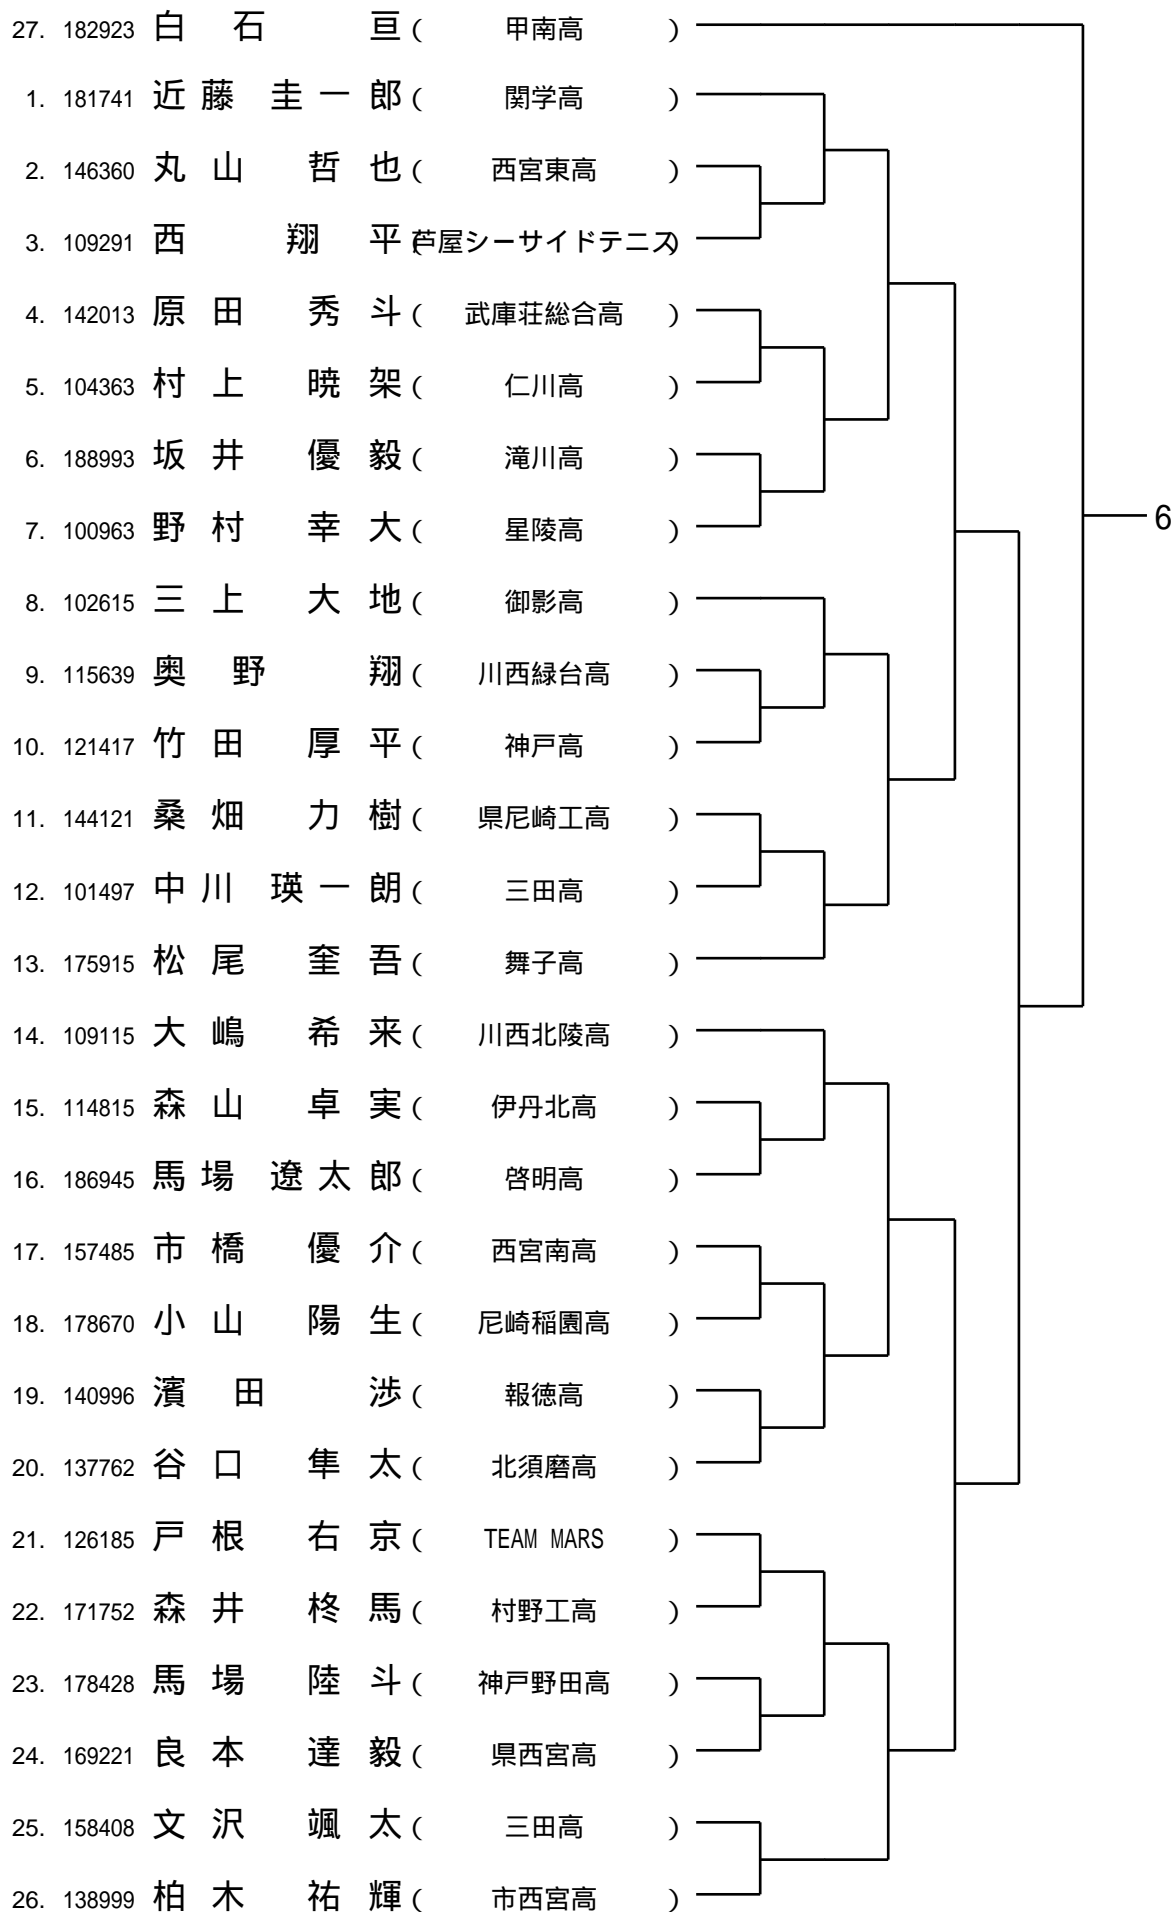 27. 182923 白石 亘 ( 甲南高 )
1. 181741 近藤 圭一郎 ( 関学高 )
2. 146360 丸山 哲也 ( 西宮東高 )
3. 109291 西 翔平 ( 芦屋シーサイドテニス )
4. 142013 原田 秀斗 ( 武庫荘総合高 )
5. 104363 村上 暁架 ( 仁川高 )
6. 188993 坂井 優毅 ( 滝川高 )
7. 100963 野村 幸大 ( 星陵高 )
6
8. 102615 三上 大地 ( 御影高 )
9. 115639 奥野 翔 ( 川西緑台高 )
10. 121417 竹田 厚平 ( 神戸高 )
11. 144121 桑畑 力樹 ( 県尼崎工高 )
12. 101497 中川 瑛一朗 ( 三田高 )
13. 175915 松尾 奎吾 ( 舞子高 )
14. 109115 大嶋 希来 ( 川西北陵高 )
15. 114815 森山 卓実 ( 伊丹北高 )
16. 186945 馬場 遼太郎 ( 啓明高 )
17. 157485 市橋 優介 ( 西宮南高 )
18. 178670 小山 陽生 ( 尼崎稲園高 )
19. 140996 濱田 渉 ( 報徳高 )
20. 137762 谷口 隼太 ( 北須磨高 )
21. 126185 戸根 右京 ( TEAM MARS )
22. 171752 森井 柊馬 ( 村野工高 )
23. 178428 馬場 陸斗 ( 神戸野田高 )
24. 169221 良本 達毅 ( 県西宮高 )
25. 158408 文沢 颯太 ( 三田高 )
26. 138999 柏木 祐輝 ( 市西宮高 )